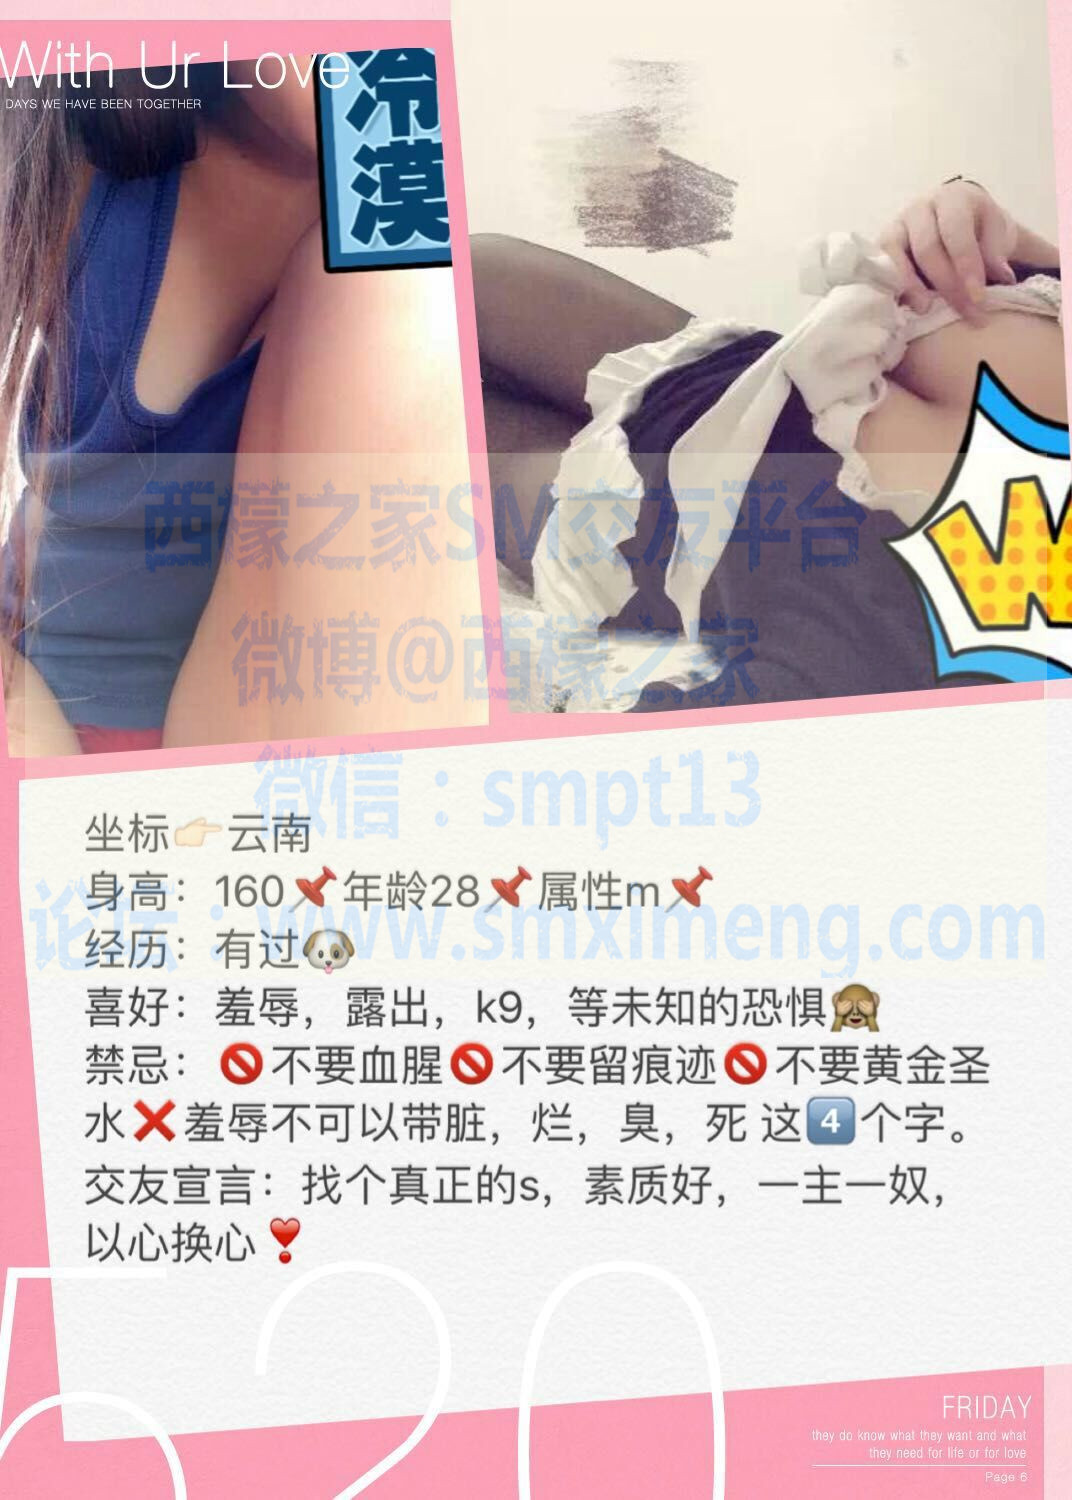 With Ur Love
DAYS WE HAVE BEEN TOGETHER
冷
漠
W
西檬之家SM交友平台
微博@西檬之家
微信：smpt13
论坛：www.smximeng.com
坐标👉云南
身高：160📌年龄28📌属性m📌
经历：有过🐶
喜好：羞辱，露出，k9，等未知的恐惧🙈
禁忌：🚫不要血腥🚫不要留痕迹🚫不要黄金圣
水❌羞辱不可以带脏，烂，臭，死 这4️⃣个字。
交友宣言：找个真正的s，素质好，一主一奴，
以心换心❣️
520
FRIDAY
they do know what they want and what
they need for life or for love
Page 6